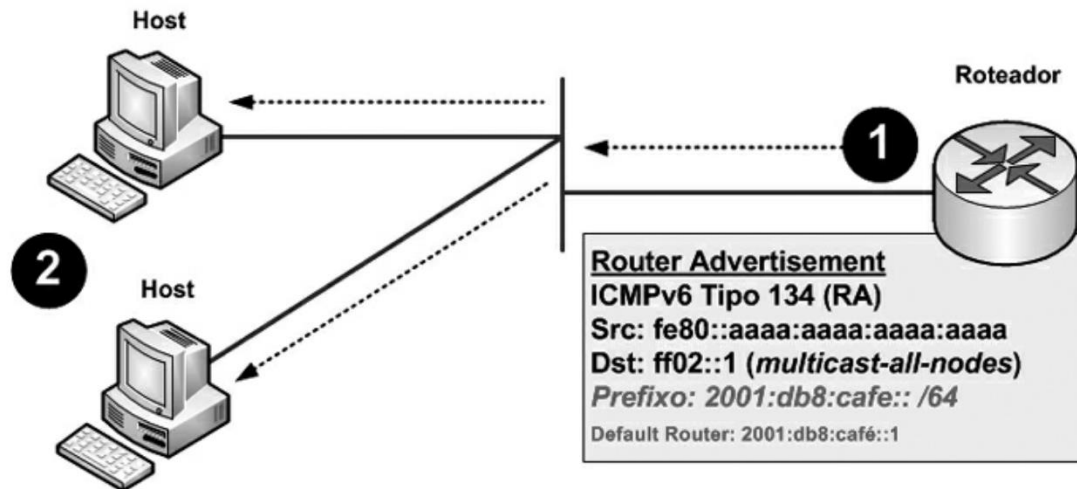 Host
Roteador
1
2
Host
Router Advertisement
ICMPv6 Tipo 134 (RA)
Src: fe80::aaaa:aaaa:aaaa:aaaa
Dst: ff02::1 (multicast-all-nodes)
Prefixo: 2001:db8:cafe:: /64
Default Router: 2001:db8:café::1